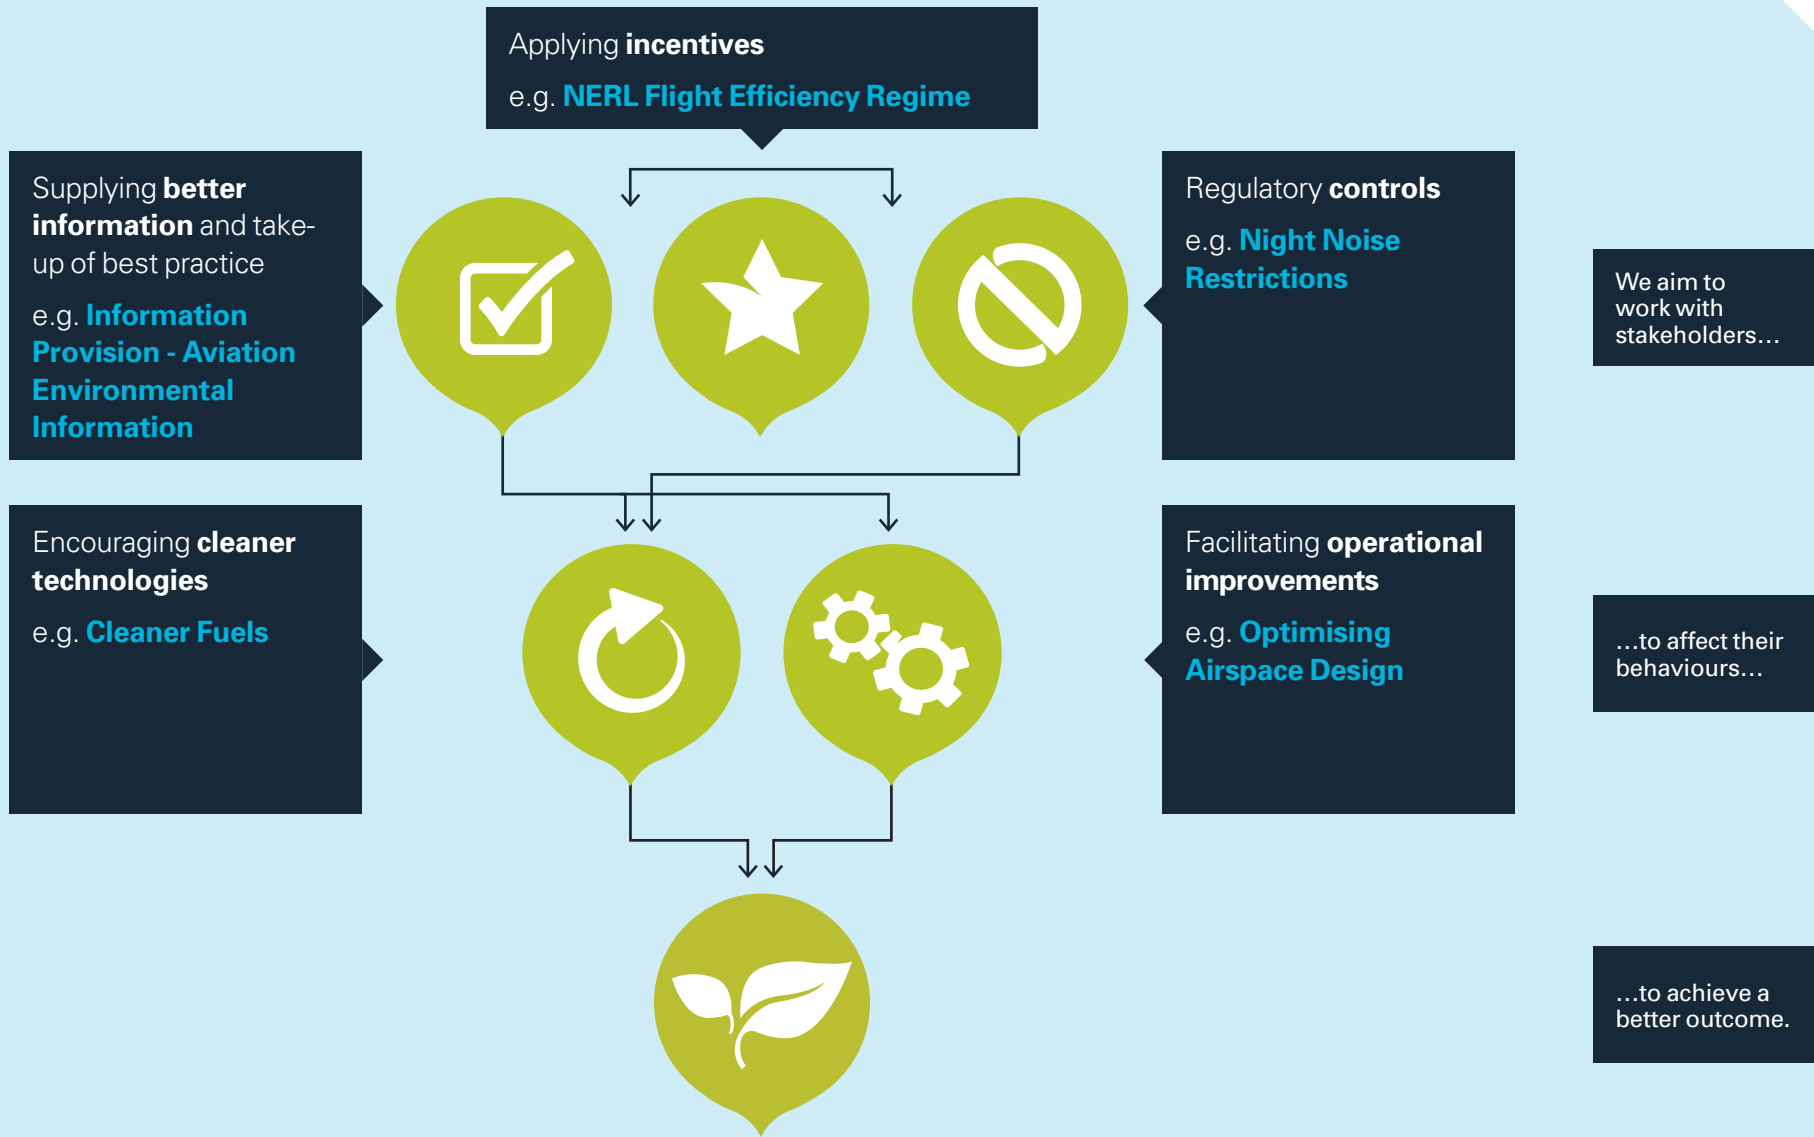 Applying incentives
e.g. NERL Flight Efficiency Regime
Supplying better
information and take-
up of best practice
e.g. Information
Provision - Aviation
Environmental
Information
Regulatory controls
e.g. Night Noise
Restrictions
We aim to
work with
stakeholders…
Encouraging cleaner
technologies
e.g. Cleaner Fuels
Facilitating operational
improvements
e.g. Optimising
Airspace Design
…to affect their
behaviours…
…to achieve a
better outcome.